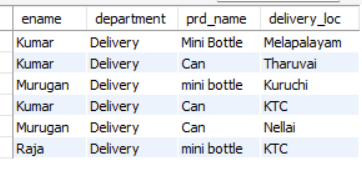 ename department prd_name delivery_loc
Kumar Delivery Mini Bottle Melapalayam
Kumar Delivery Can Tharuvai
Murugan Delivery mini bottle Kuruchi
Kumar Delivery Can KTC
Murugan Delivery Can Nellai
Raja Delivery mini bottle KTC